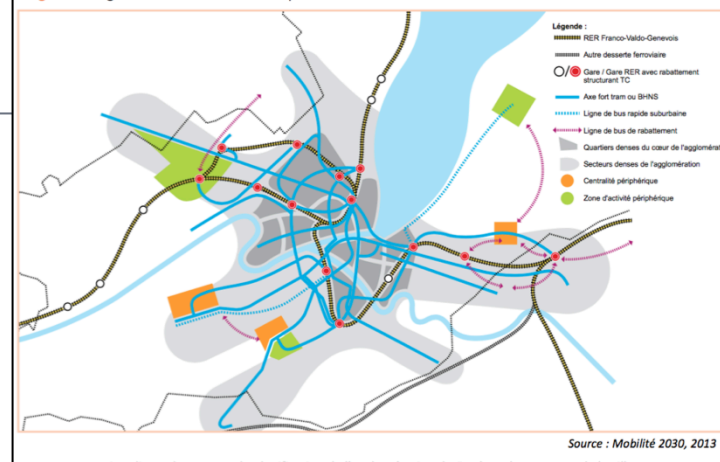 Légende :
RER Franco-Valdo-Genevois
Autre desserte ferroviaire
Gare / Gare RER avec rabattement
structurant TC
Axe fort tram ou BHNS
Ligne de bus rapide suburbaine
Ligne de bus de rabattement
Quartiers denses du cœur de l'agglomérat
Secteurs denses de l'agglomération
Centralité périphérique
Zone d'activité périphérique
Source : Mobilité 2030, 2013